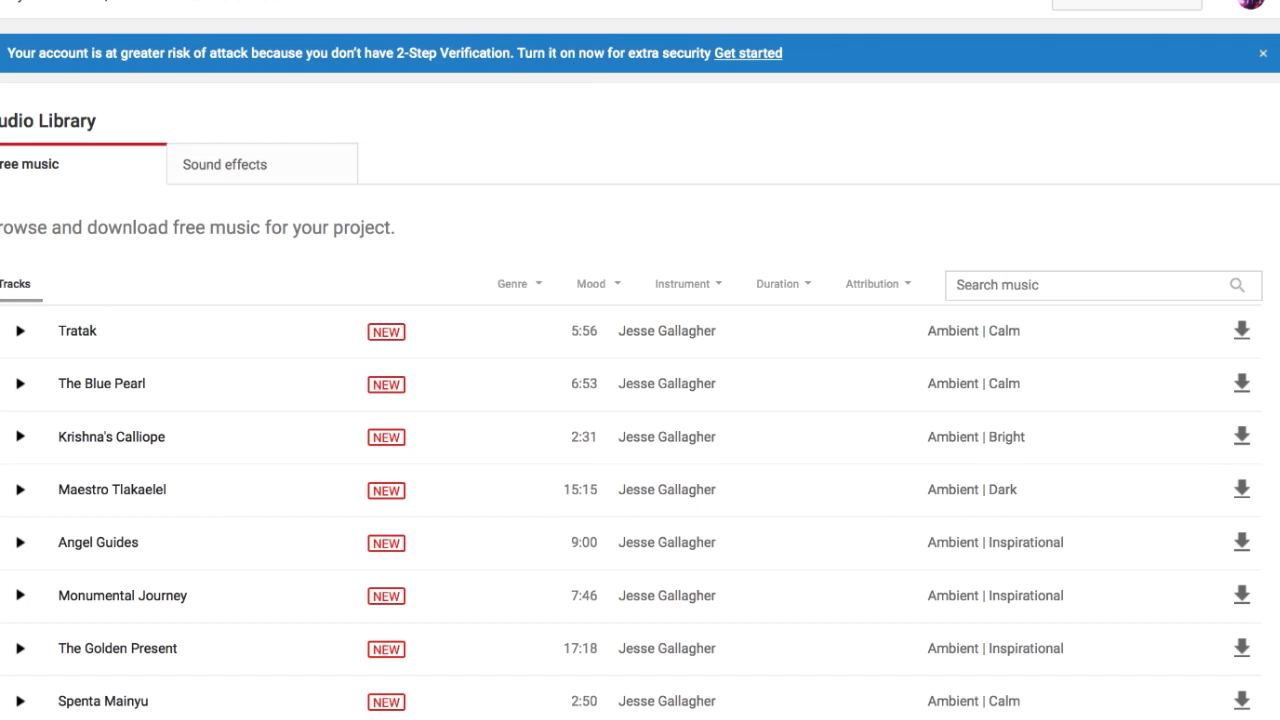 Your account is at greater risk of attack because you don't have 2-Step Verification. Turn it on now for extra security Get started ×
udio Library
ree music Sound effects
rowse and download free music for your project.
Tracks Genre Mood Instrument Duration Attribution Search music
Tratak NEW 5:56 Jesse Gallagher Ambient | Calm
The Blue Pearl NEW 6:53 Jesse Gallagher Ambient | Calm
Krishna's Calliope NEW 2:31 Jesse Gallagher Ambient | Bright
Maestro Tlakaelel NEW 15:15 Jesse Gallagher Ambient | Dark
Angel Guides NEW 9:00 Jesse Gallagher Ambient | Inspirational
Monumental Journey NEW 7:46 Jesse Gallagher Ambient | Inspirational
The Golden Present NEW 17:18 Jesse Gallagher Ambient | Inspirational
Spenta Mainyu NEW 2:50 Jesse Gallagher Ambient | Calm